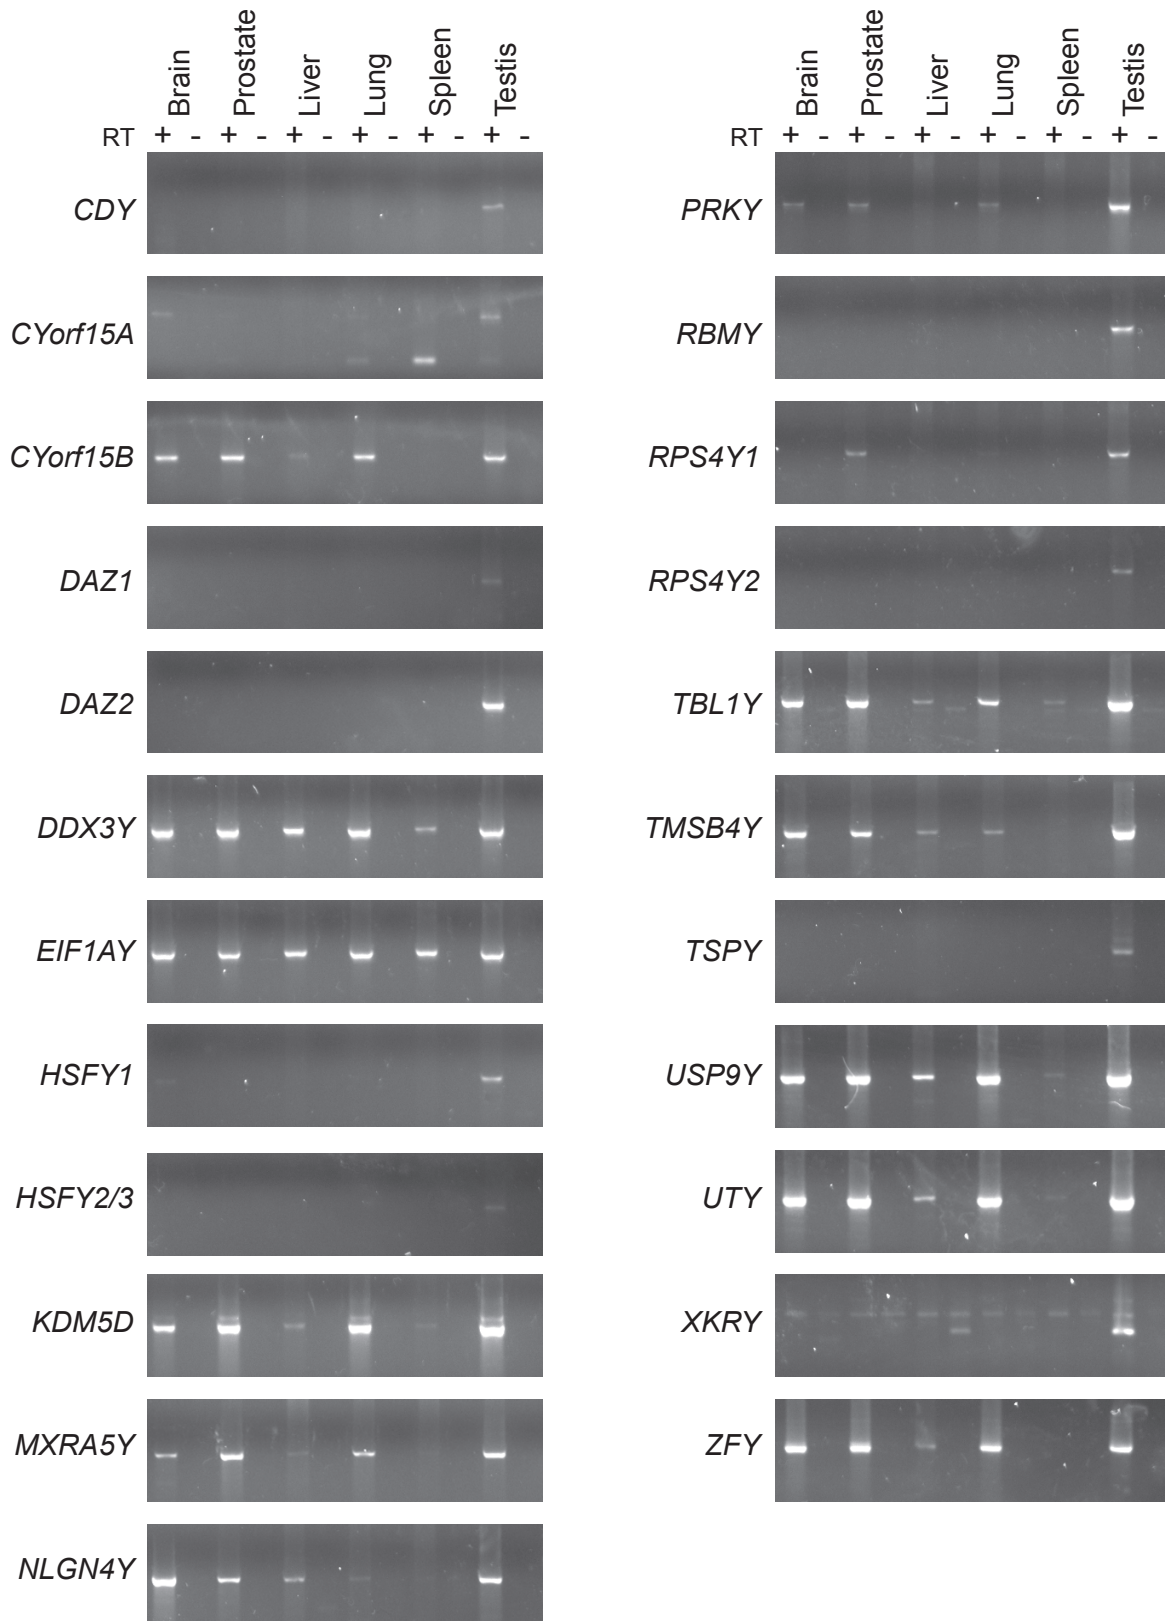 Brain Prostate Liver Lung Spleen Testis
RT + - + - + - + - + - + -
CDY
CYorf15A
CYorf15B
DAZ1
DAZ2
DDX3Y
EIF1AY
HSFY1
HSFY2/3
KDM5D
MXRA5Y
NLGN4Y
Brain Prostate Liver Lung Spleen Testis
RT + - + - + - + - + - + -
PRKY
RBMY
RPS4Y1
RPS4Y2
TBL1Y
TMSB4Y
TSPY
USP9Y
UTY
XKRY
ZFY